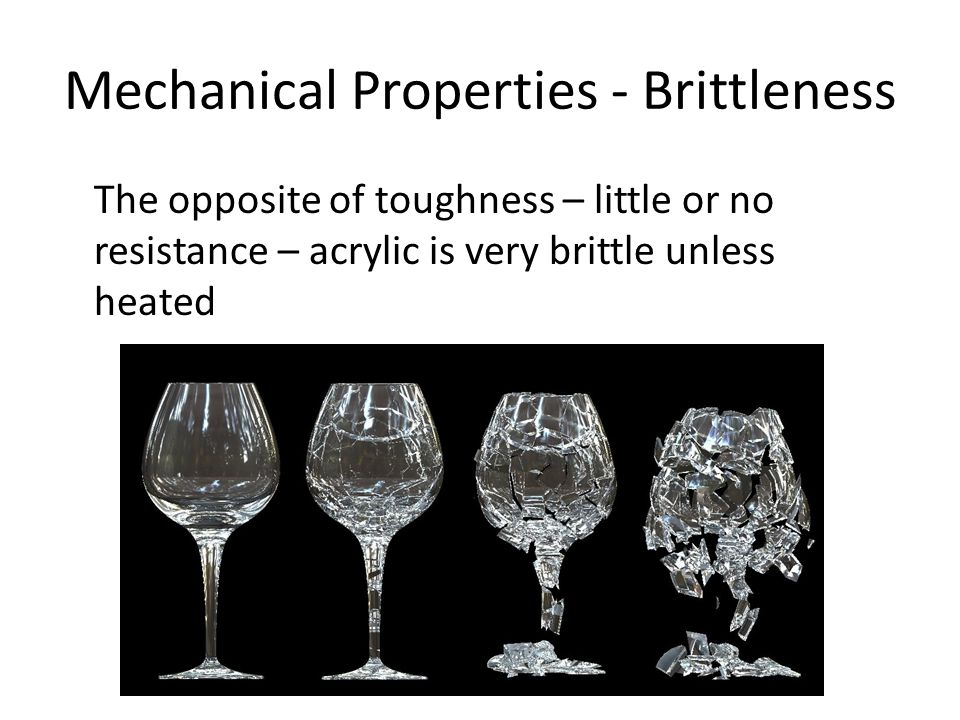 Mechanical Properties - Brittleness
The opposite of toughness – little or no
resistance – acrylic is very brittle unless
heated